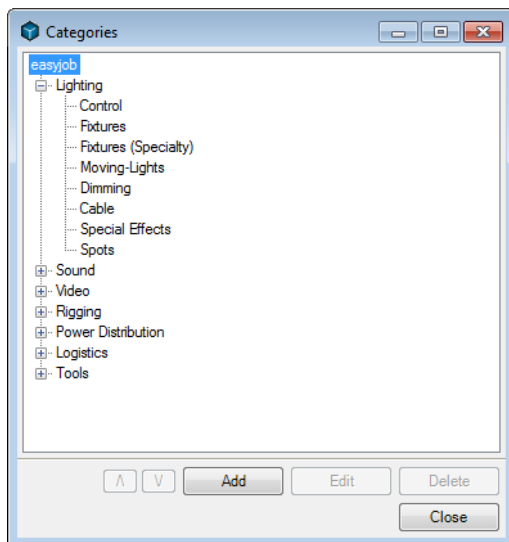 Categories
easyjob
Lighting
Control
Fixtures
Fixtures (Specialty)
Moving-Lights
Dimming
Cable
Special Effects
Spots
Sound
Video
Rigging
Power Distribution
Logistics
Tools
Λ V Add Edit Delete
Close